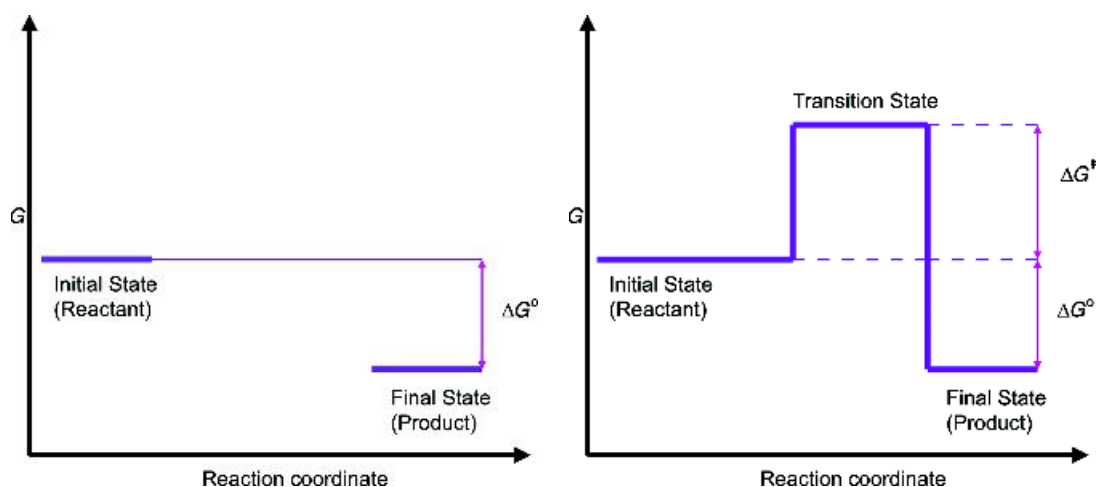 G
Initial State
(Reactant)
ΔG°
Final State
(Product)
Reaction coordinate
Transition State
ΔG‡
G
Initial State
(Reactant)
ΔG°
Final State
(Product)
Reaction coordinate